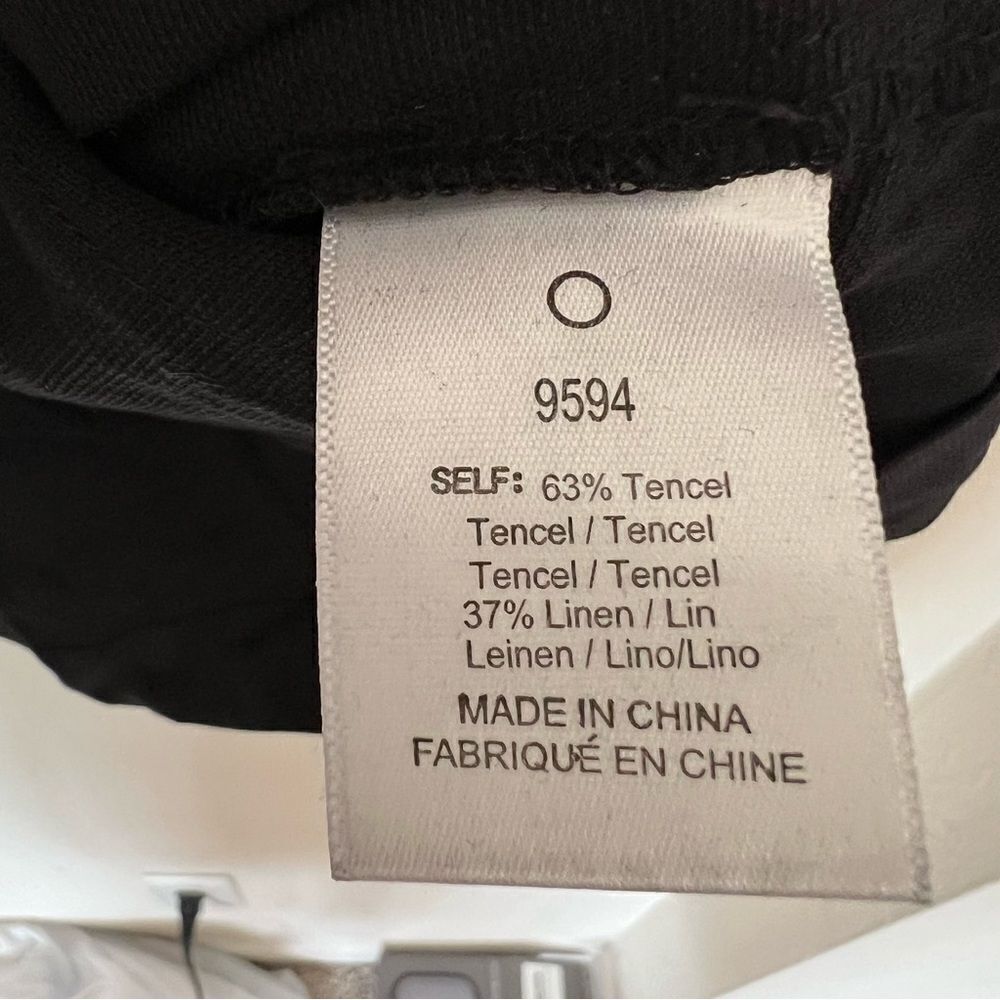 9594
SELF: 63% Tencel
Tencel / Tencel
Tencel / Tencel
37% Linen / Lin
Leinen / Lino/Lino
MADE IN CHINA
FABRIQUÉ EN CHINE